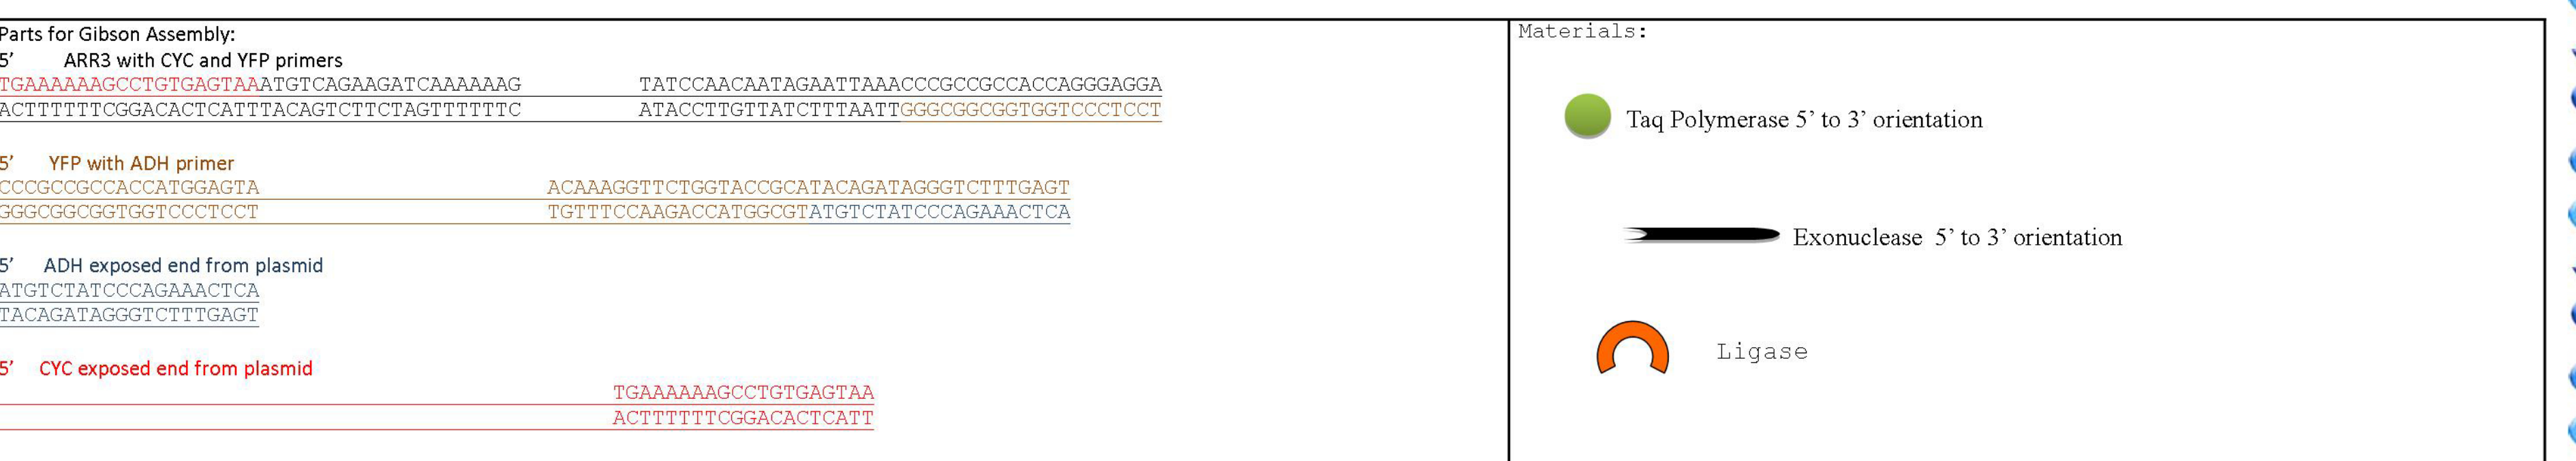 Parts for Gibson Assembly:
5’ ARR3 with CYC and YFP primers
TGAAAAAAGCCTGTGAGTAAATGTCAGAAGATCAAAAAAG TATCCAACAATAGAATTAAACCCGCCGCCACCAGGGAGGA
ACTTTTTTCGGACACTCATTTACAGTCTTCTAGTTTTTTC ATACCTTGTTATCTTTAATTGGGCGGCGGTGGTCCCTCCT
5’ YFP with ADH primer
CCCGCCGCCACCATGGAGTA ACAAAGGTTCTGGTACCGCATACAGATAGGGTCTTTGAGT
GGGCGGCGGTGGTCCCTCCT TGTTTCCAAGACCATGGCGTATGTCTATCCCAGAAACTCA
5’ ADH exposed end from plasmid
ATGTCTATCCCAGAAACTCA
TACAGATAGGGTCTTTGAGT
5’ CYC exposed end from plasmid
TGAAAAAAGCCTGTGAGTAA
ACTTTTTTCGGACACTCATT
Materials:
Taq Polymerase 5’ to 3’ orientation
Exonuclease 5’ to 3’ orientation
Ligase